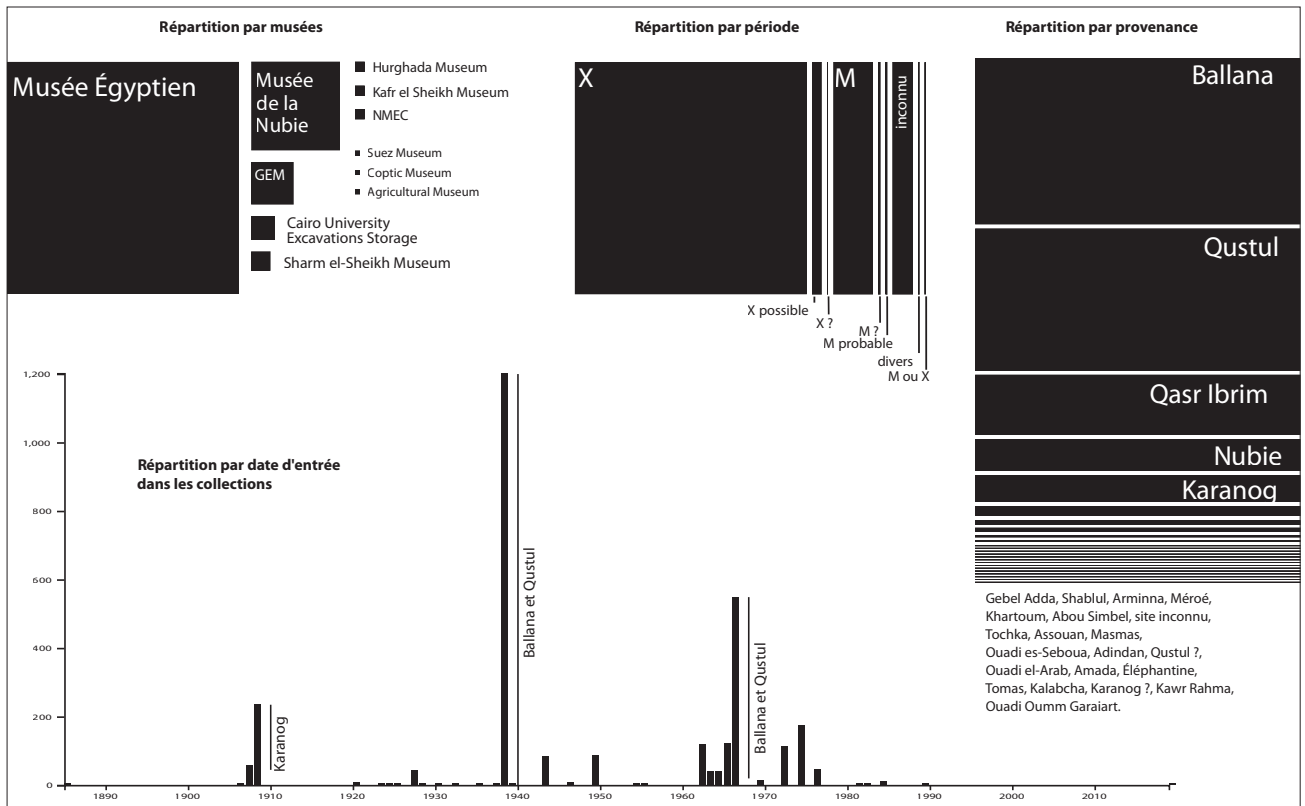 Répartition par musées
Musée Égyptien
Musée
de la
Nubie
GEM
Cairo University
Excavations Storage
Sharm el-Sheikh Museum
Hurghada Museum
Kafr el Sheikh Museum
NMEC
Suez Museum
Coptic Museum
Agricultural Museum
Répartition par période
X
M
inconnu
X possible
X ?
M ?
M probable
divers
M ou X
Répartition par provenance
Ballana
Qustul
Qasr Ibrim
Nubie
Karanog
Gebel Adda, Shablul, Arminna, Méroé,
Khartoum, Abou Simbel, site inconnu,
Tochka, Assouan, Masmas,
Ouadi es-Seboua, Adindan, Qustul ?,
Ouadi el-Arab, Amada, Éléphantine,
Tomas, Kalabcha, Karanog ?, Kawr Rahma,
Ouadi Oumm Garaiart.
Répartition par date d'entrée
dans les collections
1,200
1,000
800
600
400
200
0
Karanog
Ballana et Qustul
Ballana et Qustul
1890 1900 1910 1920 1930 1940 1950 1960 1970 1980 1990 2000 2010